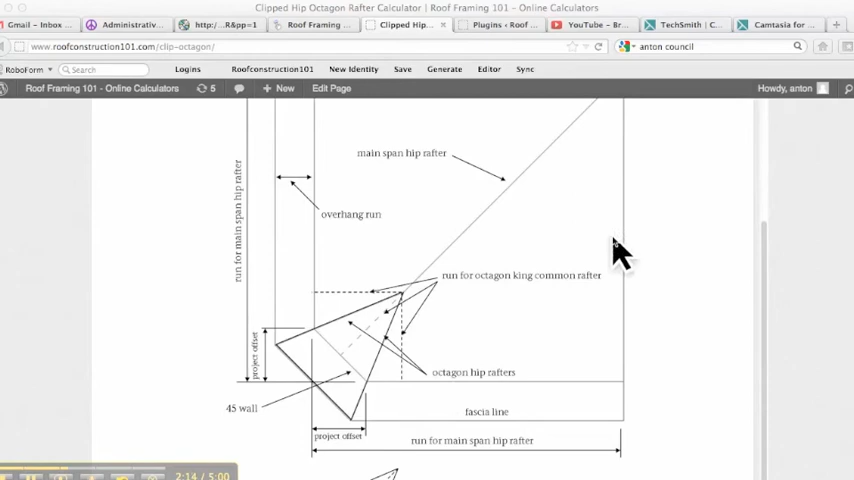 Clipped Hip Octagon Rafter Calculator | Roof Framing 101 - Online Calculators
Gmail - Inbox ...
Administrativ...
http:/...R&pp=1
Roof Framing ...
Clipped Hip...
Plugins ‹ Roof ...
YouTube - Br...
TechSmith | C...
Camtasia for ...
www.roofconstruction101.com/clip-octagon/
anton council
RoboForm
Search
Logins
Roofconstruction101
New Identity
Save
Generate
Editor
Sync
Roof Framing 101 - Online Calculators
5
+ New
Edit Page
Howdy, anton
main span hip rafter
run for main span hip rafter
overhang run
run for octagon king common rafter
project offset
octagon hip rafters
45 wall
fascia line
project offset
run for main span hip rafter
2:14 / 5:00